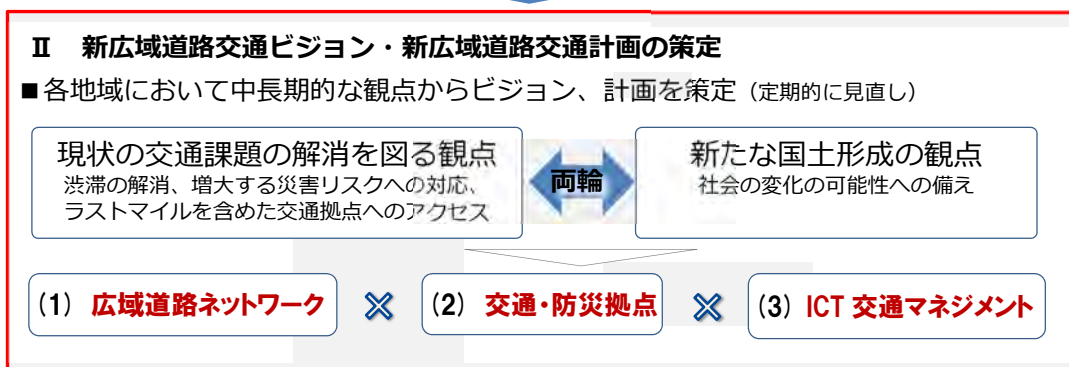 Ⅱ 新広域道路交通ビジョン・新広域道路交通計画の策定
■各地域において中長期的な観点からビジョン、計画を策定（定期的に見直し）
現状の交通課題の解消を図る観点
渋滞の解消、増大する災害リスクへの対応、
ラストマイルを含めた交通拠点へのアクセス
両輪
新たな国土形成の観点
社会の変化の可能性への備え
(1) 広域道路ネットワーク × (2) 交通・防災拠点 × (3) ICT 交通マネジメント